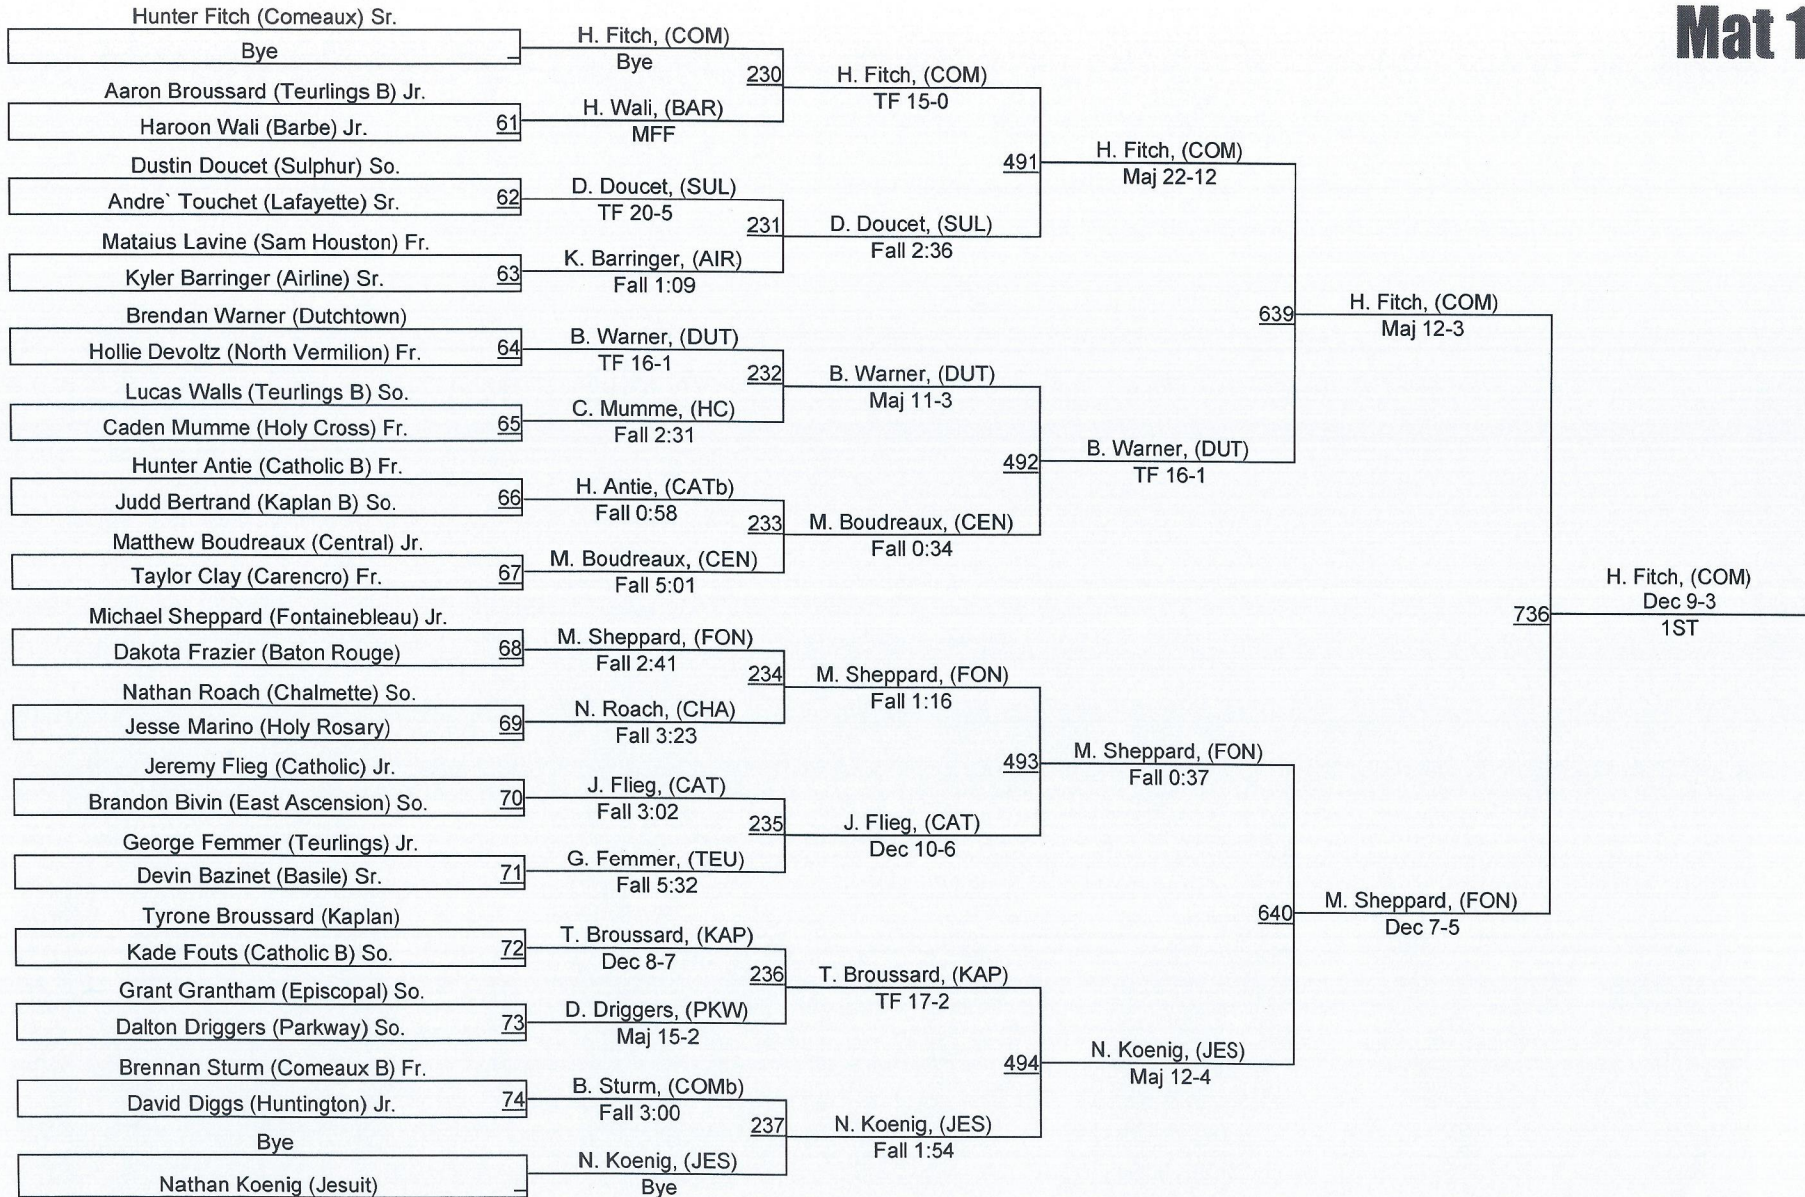 Mat 1
Hunter Fitch (Comeaux) Sr.
Bye
Aaron Broussard (Teurlings B) Jr.
Haroon Wali (Barbe) Jr.
61
Dustin Doucet (Sulphur) So.
Andre` Touchet (Lafayette) Sr.
62
Mataius Lavine (Sam Houston) Fr.
Kyler Barringer (Airline) Sr.
63
Brendan Warner (Dutchtown)
Hollie Devoltz (North Vermilion) Fr.
64
Lucas Walls (Teurlings B) So.
Caden Mumme (Holy Cross) Fr.
65
Hunter Antie (Catholic B) Fr.
Judd Bertrand (Kaplan B) So.
66
Matthew Boudreaux (Central) Jr.
Taylor Clay (Carencro) Fr.
67
Michael Sheppard (Fontainebleau) Jr.
Dakota Frazier (Baton Rouge)
68
Nathan Roach (Chalmette) So.
Jesse Marino (Holy Rosary)
69
Jeremy Flieg (Catholic) Jr.
Brandon Bivin (East Ascension) So.
70
George Femmer (Teurlings) Jr.
Devin Bazinet (Basile) Sr.
71
Tyrone Broussard (Kaplan)
Kade Fouts (Catholic B) So.
72
Grant Grantham (Episcopal) So.
Dalton Driggers (Parkway) So.
73
Brennan Sturm (Comeaux B) Fr.
David Diggs (Huntington) Jr.
74
Bye
Nathan Koenig (Jesuit)
H. Fitch, (COM)
Bye
230
H. Wali, (BAR)
MFF
D. Doucet, (SUL)
TF 20-5
231
K. Barringer, (AIR)
Fall 1:09
B. Warner, (DUT)
TF 16-1
232
C. Mumme, (HC)
Fall 2:31
H. Antie, (CATb)
Fall 0:58
233
M. Boudreaux, (CEN)
Fall 5:01
M. Sheppard, (FON)
Fall 2:41
234
N. Roach, (CHA)
Fall 3:23
J. Flieg, (CAT)
Fall 3:02
235
G. Femmer, (TEU)
Fall 5:32
T. Broussard, (KAP)
Dec 8-7
236
D. Driggers, (PKW)
Maj 15-2
B. Sturm, (COMb)
Fall 3:00
237
N. Koenig, (JES)
Bye
H. Fitch, (COM)
TF 15-0
491
D. Doucet, (SUL)
Fall 2:36
B. Warner, (DUT)
Maj 11-3
492
M. Boudreaux, (CEN)
Fall 0:34
M. Sheppard, (FON)
Fall 1:16
493
J. Flieg, (CAT)
Dec 10-6
T. Broussard, (KAP)
TF 17-2
494
N. Koenig, (JES)
Fall 1:54
H. Fitch, (COM)
Maj 22-12
639
B. Warner, (DUT)
TF 16-1
M. Sheppard, (FON)
Fall 0:37
640
N. Koenig, (JES)
Maj 12-4
H. Fitch, (COM)
Maj 12-3
736
M. Sheppard, (FON)
Dec 7-5
H. Fitch, (COM)
Dec 9-3
1ST